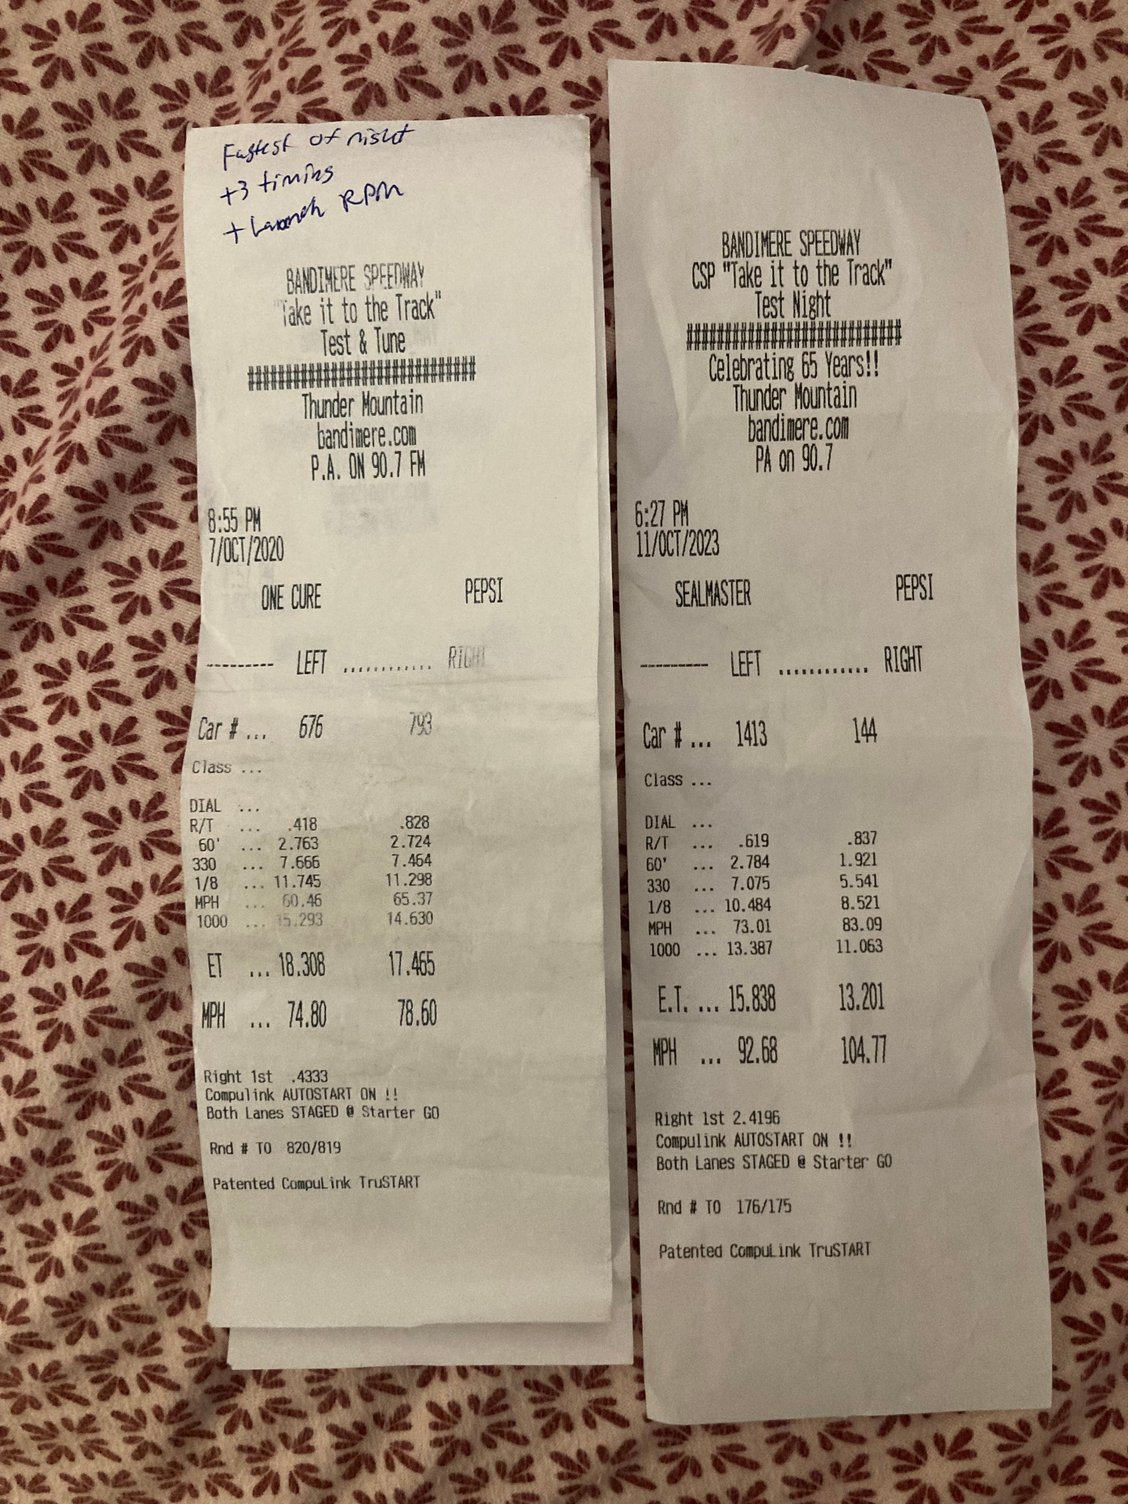 Fastest of night
+3 timing
+ Launch RPM
BANDIMERE SPEEDWAY
"Take it to the Track"
Test & Tune
##############################
Thunder Mountain
bandimere.com
P.A. ON 90.7 FM
8:55 PM
7/OCT/2020
ONE CURE PEPSI
---------- LEFT ............ RIGHT
Car # ... 676 793
Class ...
DIAL ...
R/T ... .418 .828
60' ... 2.763 2.724
330 ... 7.666 7.464
1/8 ... 11.745 11.298
MPH ... 60.46 65.37
1000 ... 15.293 14.630
ET ... 18.308 17.465
MPH ... 74.80 78.60
Right 1st .4333
Compulink AUTOSTART ON !!
Both Lanes STAGED @ Starter GO
Rnd # TO 820/819
Patented CompuLink TruSTART
BANDIMERE SPEEDWAY
CSP "Take it to the Track"
Test Night
##############################
Celebrating 65 Years!!
Thunder Mountain
bandimere.com
PA on 90.7
6:27 PM
11/OCT/2023
SEALMASTER PEPSI
---------- LEFT ............ RIGHT
Car # ... 1413 144
Class ...
DIAL ...
R/T ... .619 .837
60' ... 2.784 1.921
330 ... 7.075 5.541
1/8 ... 10.484 8.521
MPH ... 73.01 83.09
1000 ... 13.387 11.063
E.T. ... 15.838 13.201
MPH ... 92.68 104.77
Right 1st 2.4196
Compulink AUTOSTART ON !!
Both Lanes STAGED @ Starter GO
Rnd # TO 176/175
Patented CompuLink TruSTART